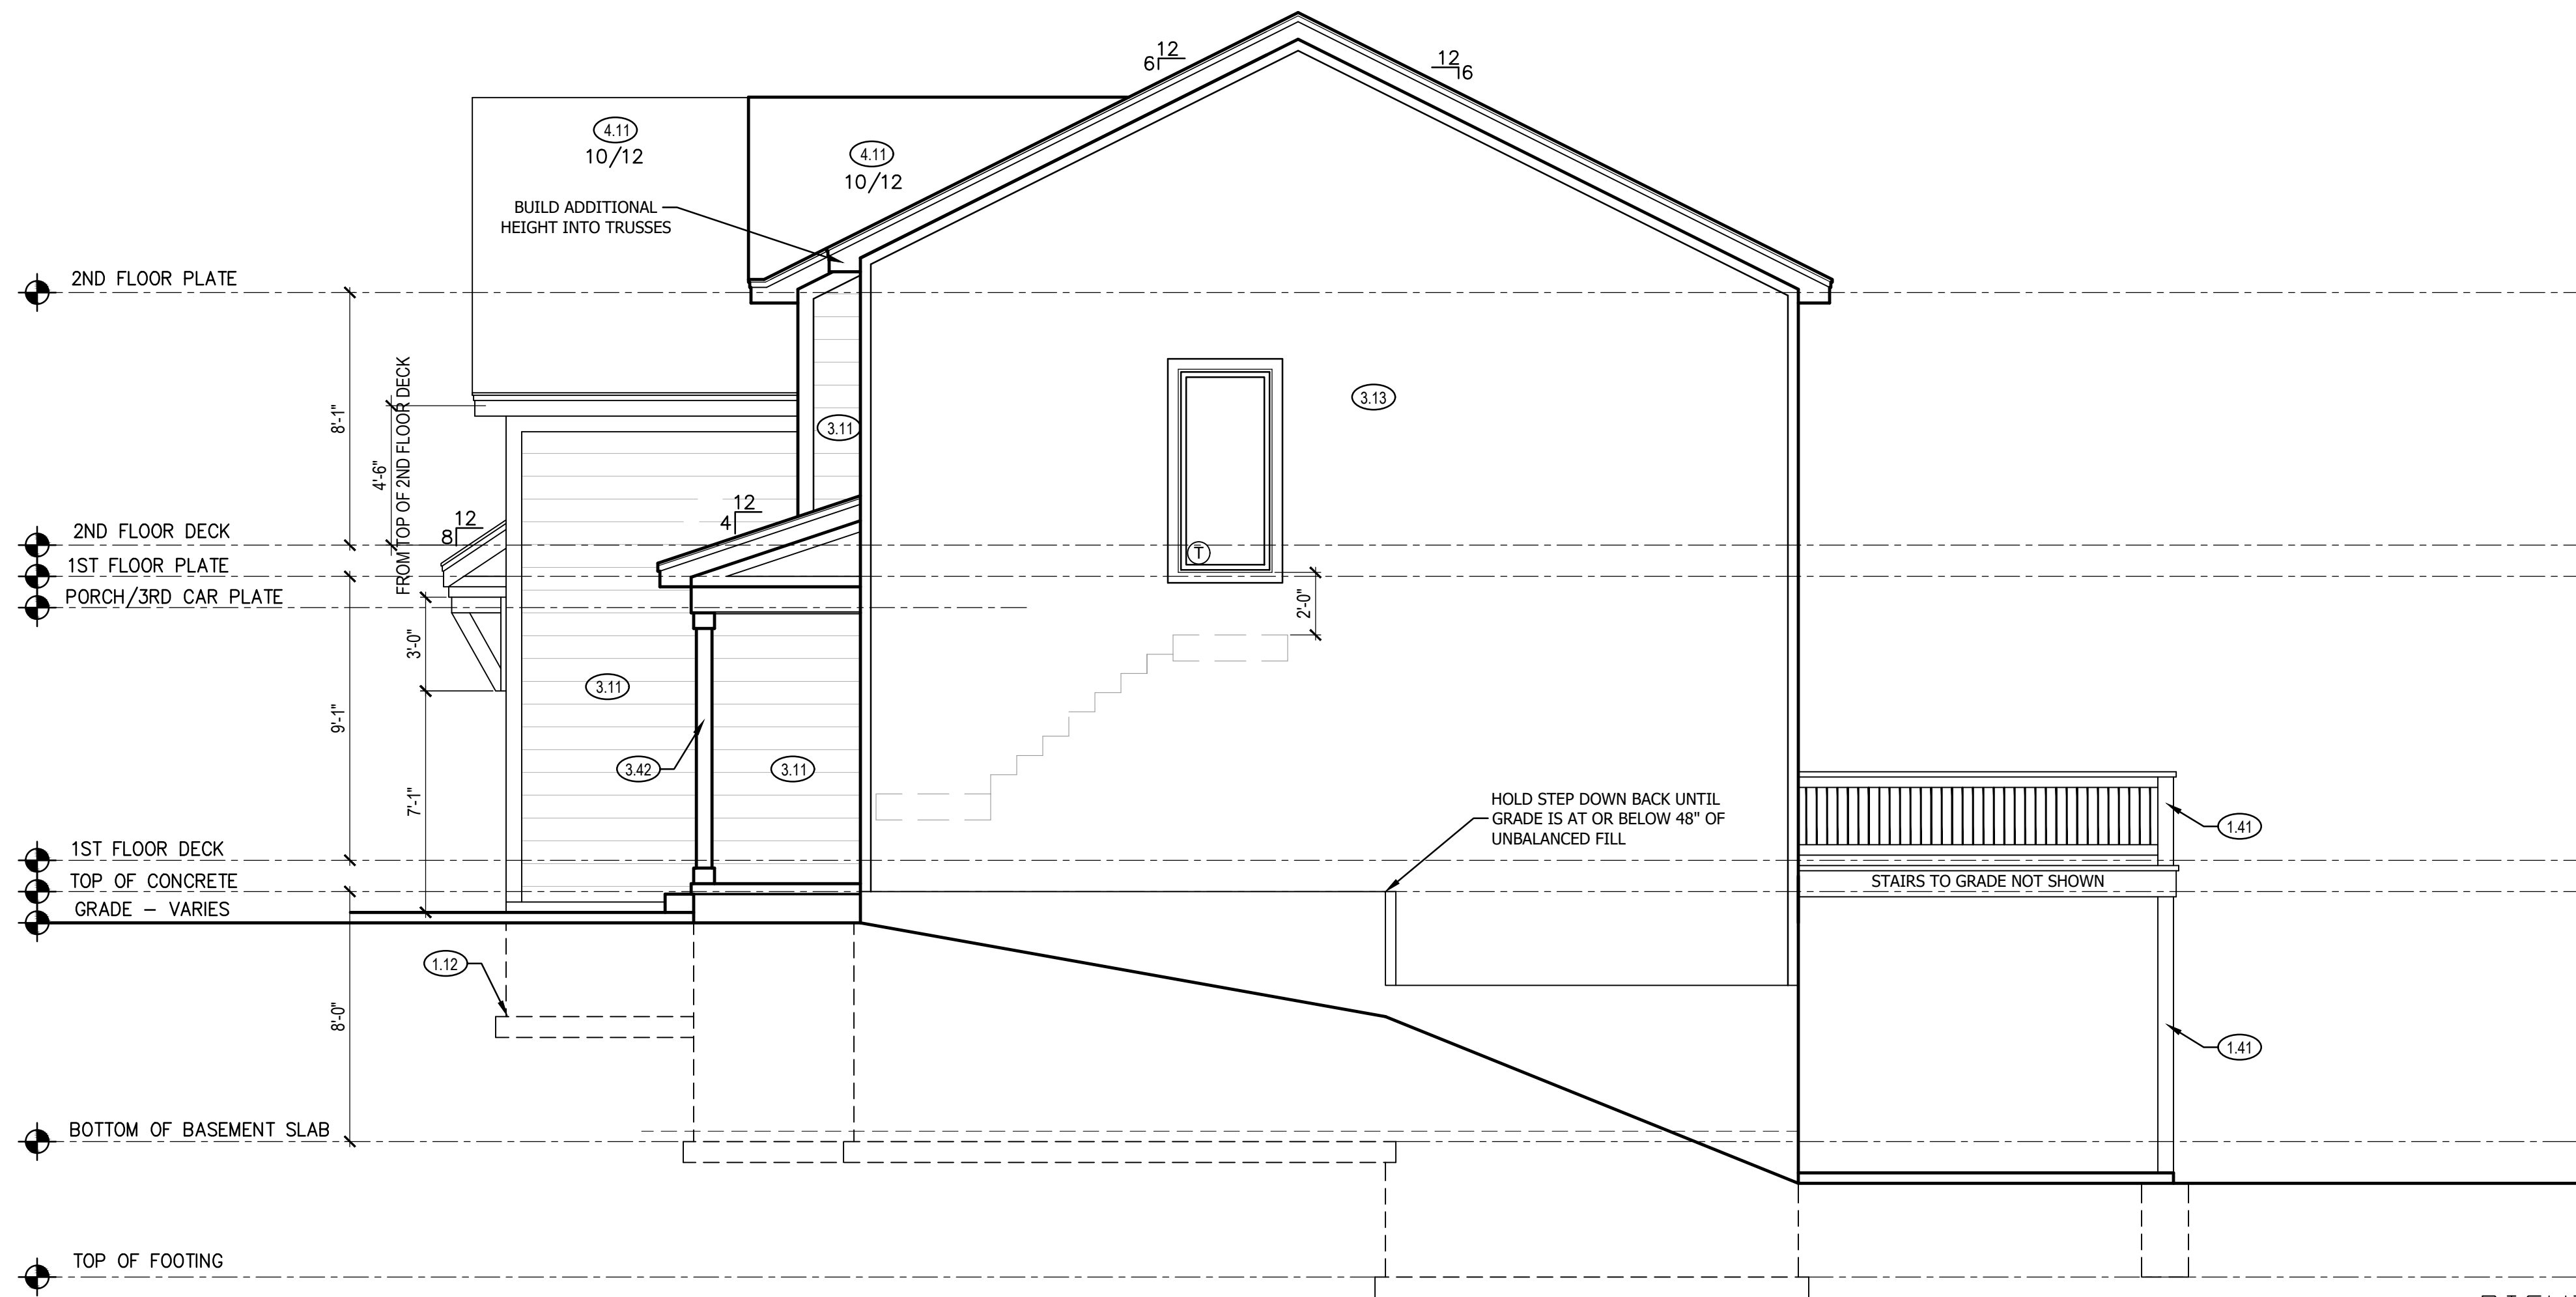 12
6
12
6
4.11
10/12
4.11
10/12
BUILD ADDITIONAL
HEIGHT INTO TRUSSES
2ND FLOOR PLATE
8'-1"
4'-6"
FROM TOP OF 2ND FLOOR DECK
3.13
3.11
12
4
12
8
2ND FLOOR DECK
T
1ST FLOOR PLATE
PORCH/3RD CAR PLATE
2'-0"
3'-0"
3.11
9'-1"
3.42
3.11
7'-1"
HOLD STEP DOWN BACK UNTIL
GRADE IS AT OR BELOW 48" OF
UNBALANCED FILL
1.41
1ST FLOOR DECK
TOP OF CONCRETE
STAIRS TO GRADE NOT SHOWN
GRADE – VARIES
1.12
8'-0"
1.41
BOTTOM OF BASEMENT SLAB
TOP OF FOOTING